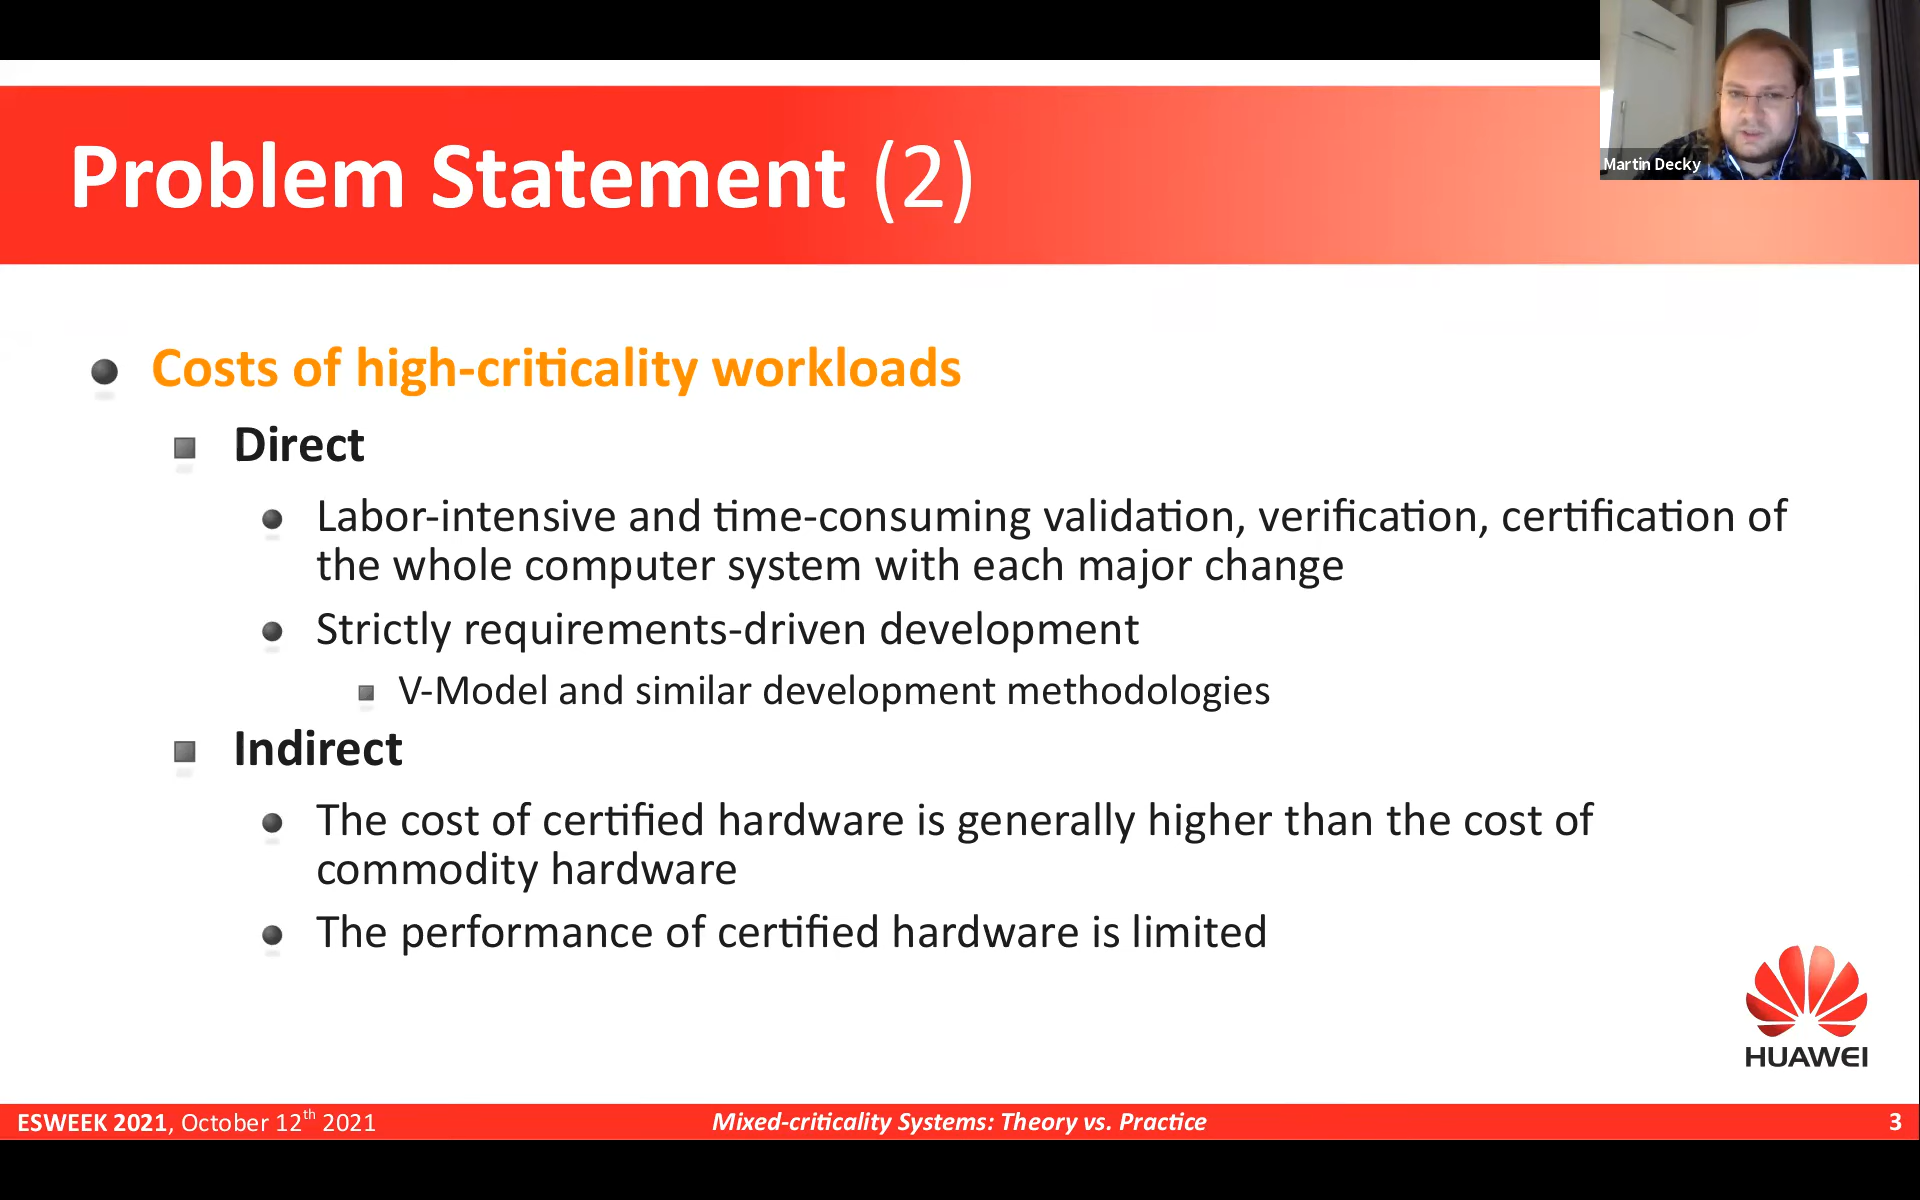 Problem Statement (2)
Martin Decky
Costs of high-criticality workloads
Direct
Labor-intensive and time-consuming validation, verification, certification of
the whole computer system with each major change
Strictly requirements-driven development
V-Model and similar development methodologies
Indirect
The cost of certified hardware is generally higher than the cost of
commodity hardware
The performance of certified hardware is limited
HUAWEI
ESWEEK 2021, October 12th 2021
Mixed-criticality Systems: Theory vs. Practice
3